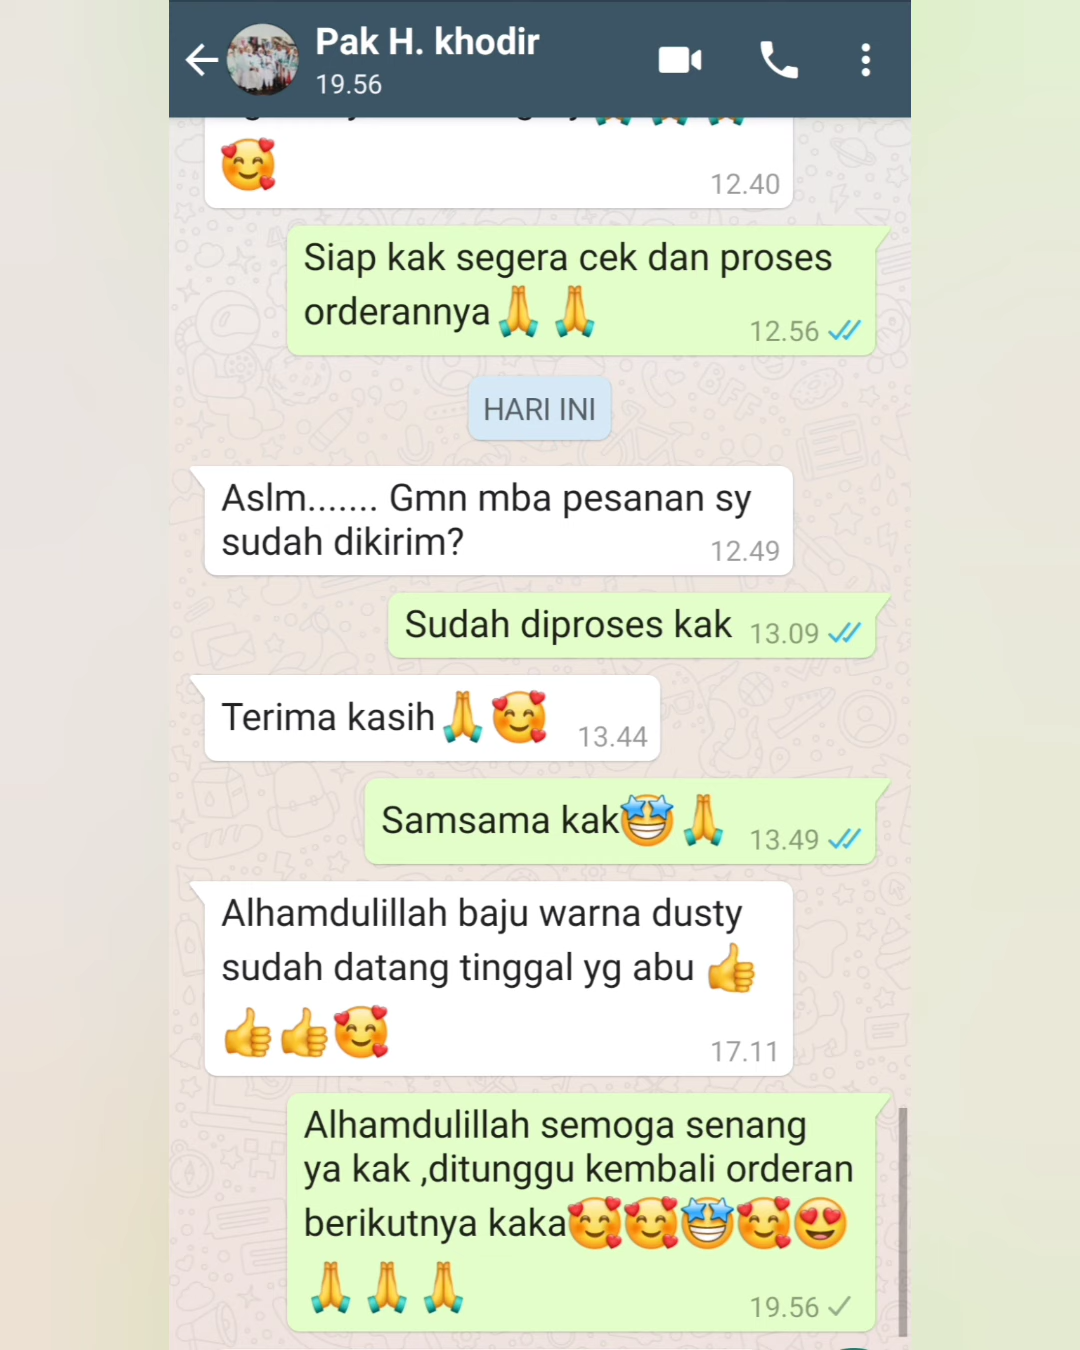 Pak H. khodir
19.56
12.40
Siap kak segera cek dan proses
orderannya🙏🙏
12.56
HARI INI
Aslm....... Gmn mba pesanan sy
sudah dikirim?
12.49
Sudah diproses kak 13.09
Terima kasih🙏🥰 13.44
Samsama kak🤩🙏 13.49
Alhamdulillah baju warna dusty
sudah datang tinggal yg abu 👍
👍👍🥰
17.11
Alhamdulillah semoga senang
ya kak ,ditunggu kembali orderan
berikutnya kaka🥰🥰🤩🥰😍
🙏🙏🙏
19.56